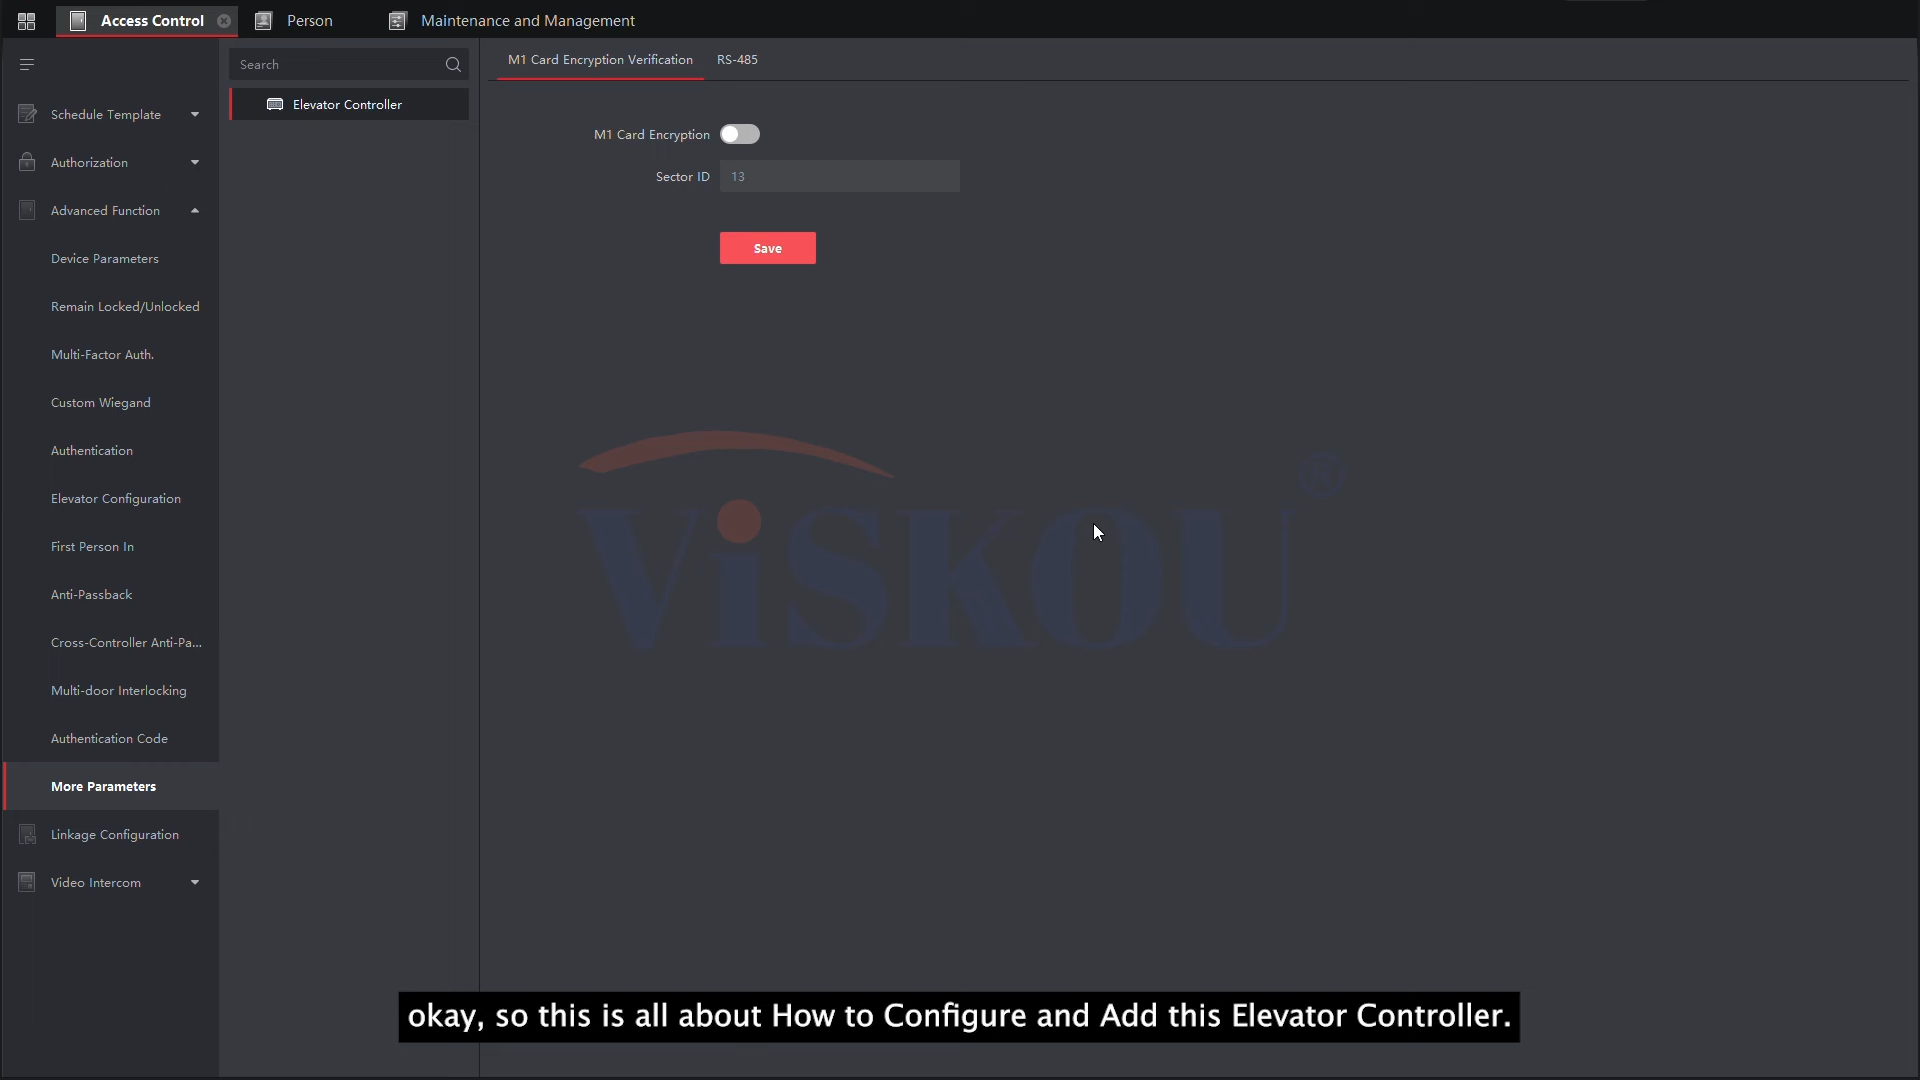 Access Control
Person
Maintenance and Management
Search
M1 Card Encryption Verification
RS-485
Elevator Controller
Schedule Template
Authorization
Advanced Function
Device Parameters
Remain Locked/Unlocked
Multi-Factor Auth.
Custom Wiegand
Authentication
Elevator Configuration
First Person In
Anti-Passback
Cross-Controller Anti-Pa...
Multi-door Interlocking
Authentication Code
More Parameters
Linkage Configuration
Video Intercom
M1 Card Encryption
Sector ID 13
Save
ViSKOU®
okay, so this is all about How to Configure and Add this Elevator Controller.